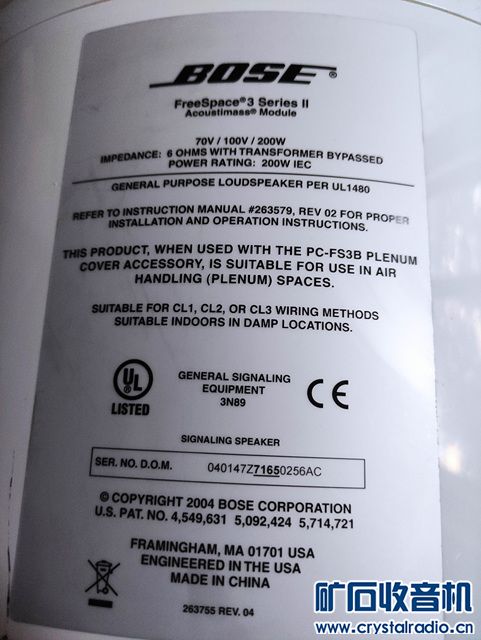 BOSE®
FreeSpace® 3 Series II
Acoustimass® Module
70V / 100V / 200W
IMPEDANCE: 6 OHMS WITH TRANSFORMER BYPASSED
POWER RATING: 200W IEC
GENERAL PURPOSE LOUDSPEAKER PER UL1480
REFER TO INSTRUCTION MANUAL #263579, REV 02 FOR PROPER
INSTALLATION AND OPERATION INSTRUCTIONS.
THIS PRODUCT, WHEN USED WITH THE PC-FS3B PLENUM
COVER ACCESSORY, IS SUITABLE FOR USE IN AIR
HANDLING (PLENUM) SPACES.
SUITABLE FOR CL1, CL2, OR CL3 WIRING METHODS
SUITABLE INDOORS IN DAMP LOCATIONS.
UL®
LISTED
GENERAL SIGNALING
EQUIPMENT
3N89
CE
SIGNALING SPEAKER
SER. NO. D.O.M. 040147Z71650256AC
© COPYRIGHT 2004 BOSE CORPORATION
U.S. PAT. NO. 4,549,631 5,092,424 5,714,721
FRAMINGHAM, MA 01701 USA
ENGINEERED IN THE USA
MADE IN CHINA
263755 REV. 04
矿石收音机
www.crystalradio.cn